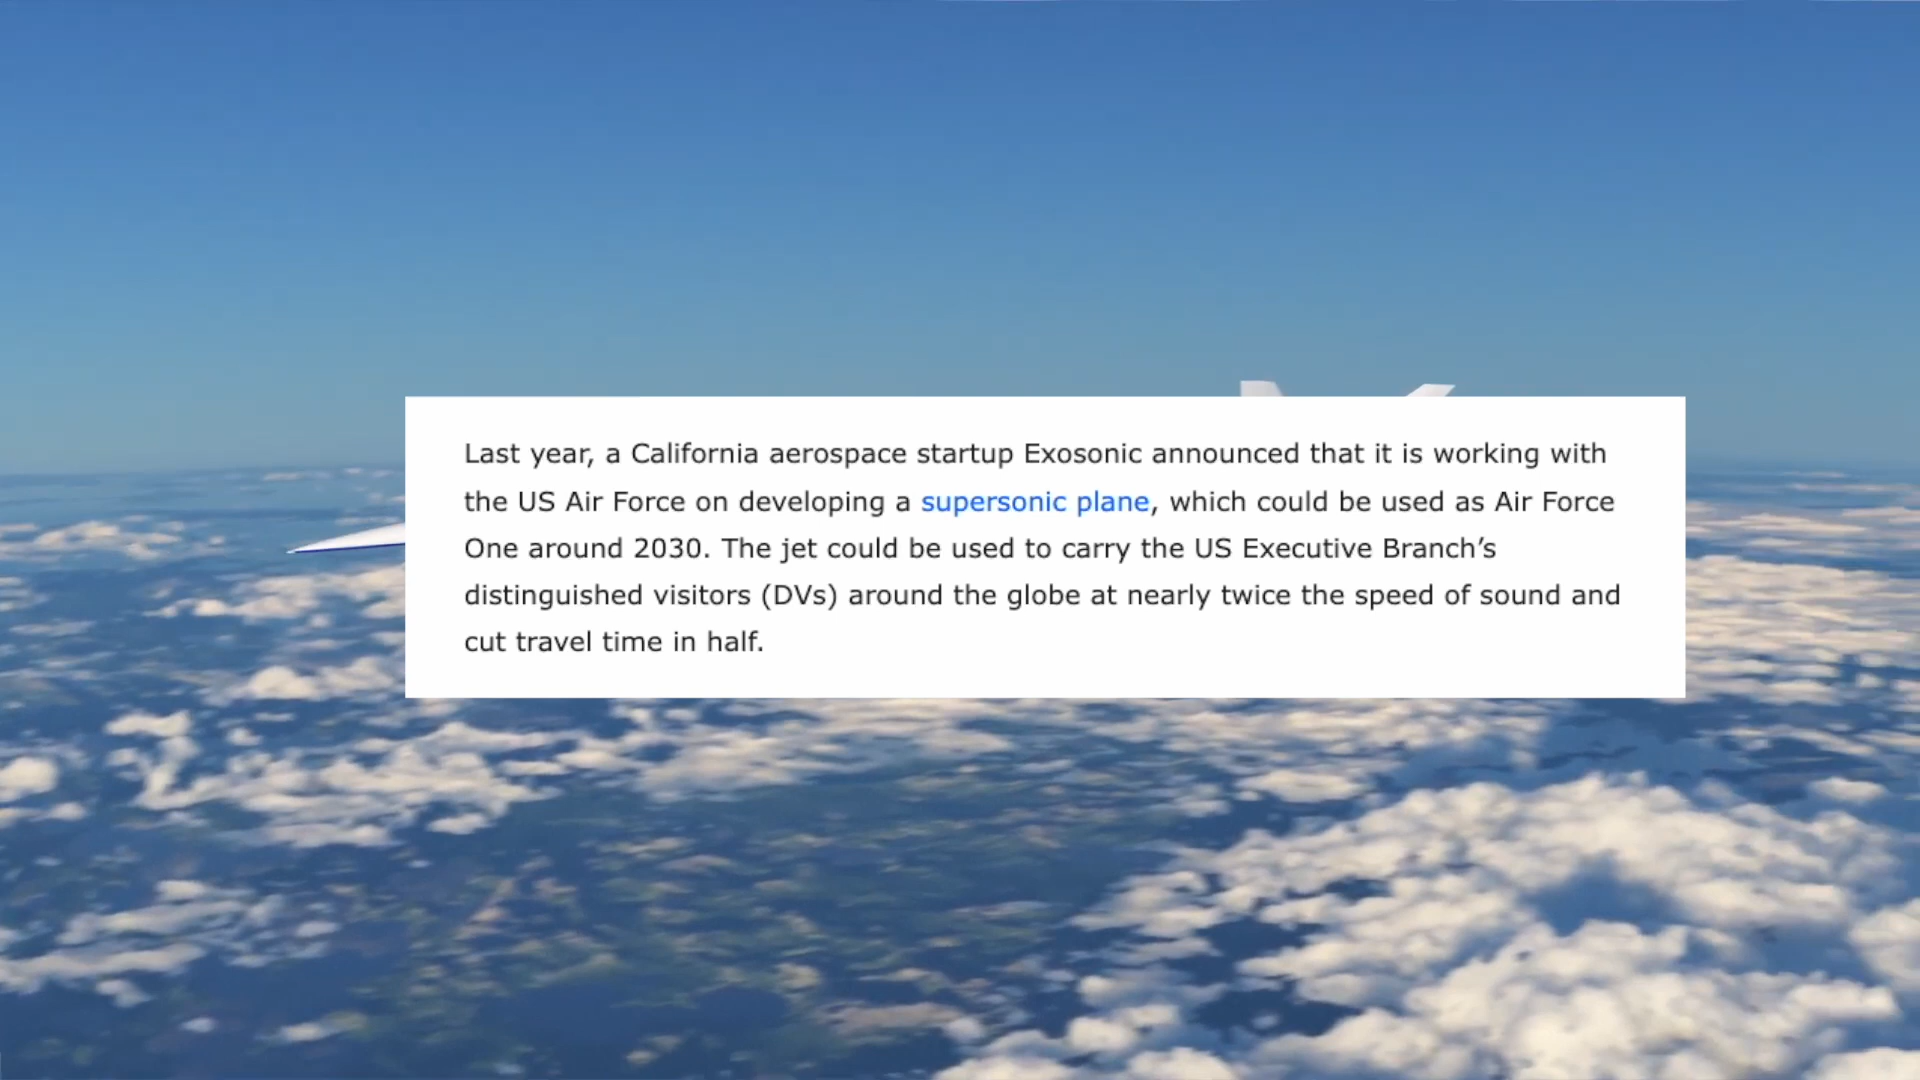 Last year, a California aerospace startup Exosonic announced that it is working with
the US Air Force on developing a supersonic plane, which could be used as Air Force
One around 2030. The jet could be used to carry the US Executive Branch’s
distinguished visitors (DVs) around the globe at nearly twice the speed of sound and
cut travel time in half.